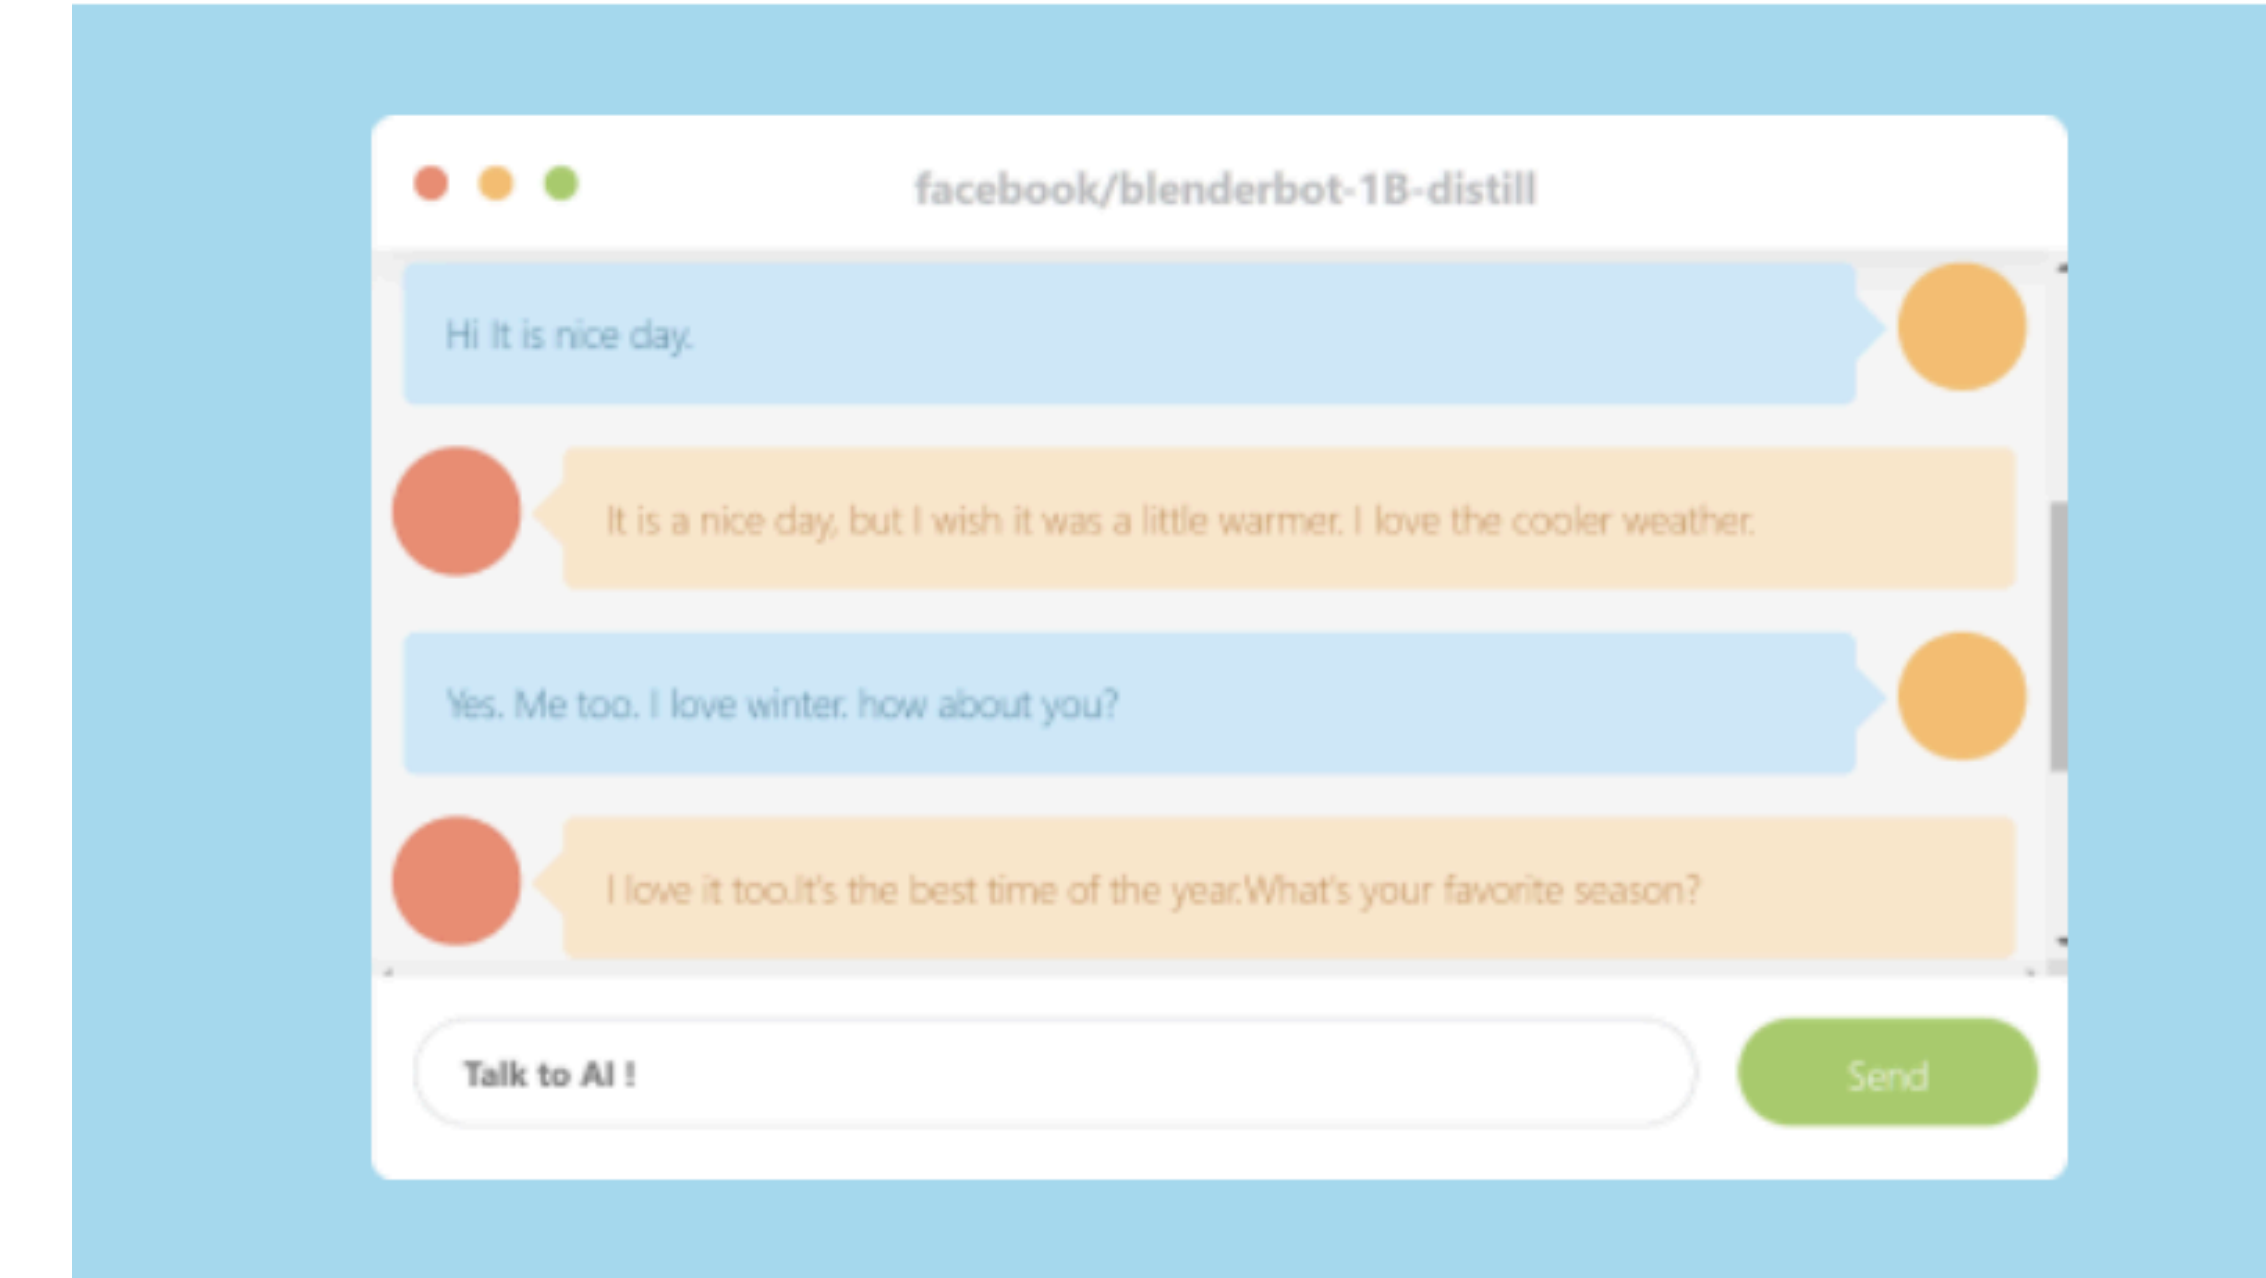 facebook/blenderbot-1B-distill
Hi It is nice day.
It is a nice day, but I wish it was a little warmer. I love the cooler weather.
Yes. Me too. I love winter. how about you?
I love it too.It's the best time of the year.What's your favorite season?
Talk to AI !
Send